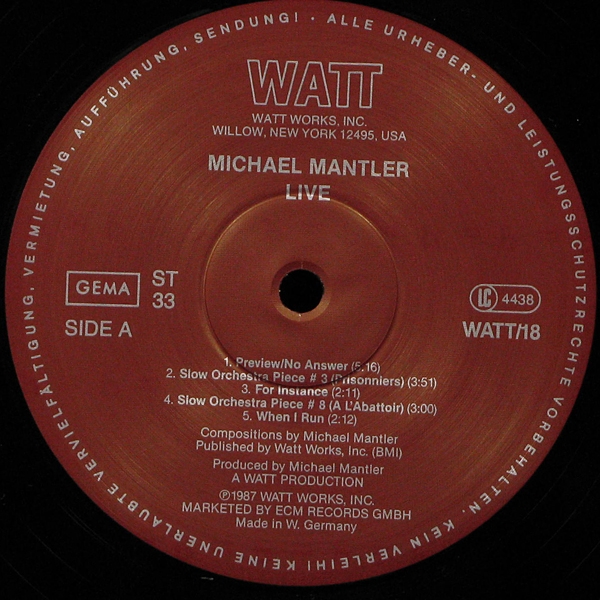 WATT
WATT WORKS, INC.
WILLOW, NEW YORK 12495, USA
MICHAEL MANTLER
LIVE
GEMA
ST
33
SIDE A
LC 4438
WATT/18
1. Preview/No Answer (5.16)
2. Slow Orchestra Piece # 3 (Prisonniers) (3:51)
3. For Instance (2:11)
4. Slow Orchestra Piece # 8 (A L'Abattoir) (3:00)
5. When I Run (2:12)
Compositions by Michael Mantler
Published by Watt Works, Inc. (BMI)
Produced by Michael Mantler
A WATT PRODUCTION
℗1987 WATT WORKS, INC.
MARKETED BY ECM RECORDS GMBH
Made in W. Germany
· ALLE URHEBER- UND LEISTUNGSSCHUTZRECHTE VORBEHALTEN · KEIN VERLEIH! KEINE UNERLAUBTE VERVIELFÄLTIGUNG, VERMIETUNG, AUFFÜHRUNG, SENDUNG!